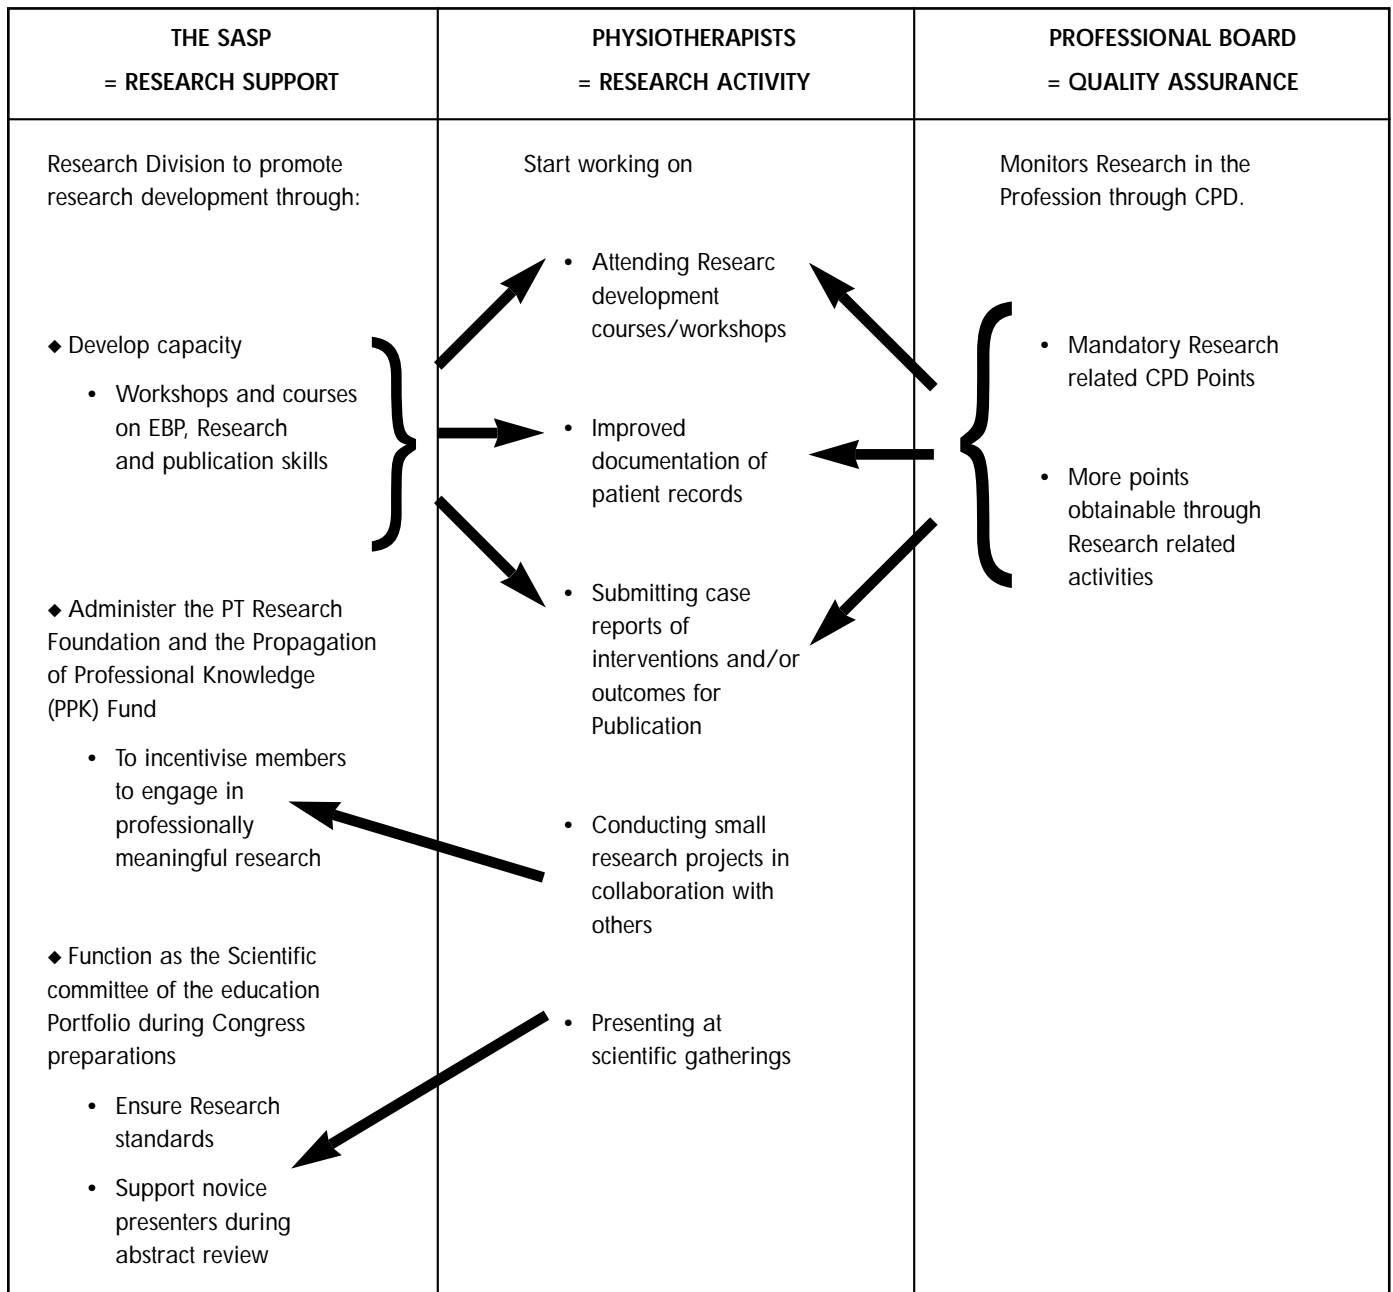 THE SASP
= RESEARCH SUPPORT
PHYSIOTHERAPISTS
= RESEARCH ACTIVITY
PROFESSIONAL BOARD
= QUALITY ASSURANCE
Research Division to promote
research development through:
◆ Develop capacity
• Workshops and courses
on EBP, Research
and publication skills
◆ Administer the PT Research
Foundation and the Propagation
of Professional Knowledge
(PPK) Fund
• To incentivise members
to engage in
professionally
meaningful research
◆ Function as the Scientific
committee of the education
Portfolio during Congress
preparations
• Ensure Research
standards
• Support novice
presenters during
abstract review
Start working on
• Attending Researc
development
courses/workshops
• Improved
documentation of
patient records
• Submitting case
reports of
interventions and/or
outcomes for
Publication
• Conducting small
research projects in
collaboration with
others
• Presenting at
scientific gatherings
Monitors Research in the
Profession through CPD.
• Mandatory Research
related CPD Points
• More points
obtainable through
Research related
activities